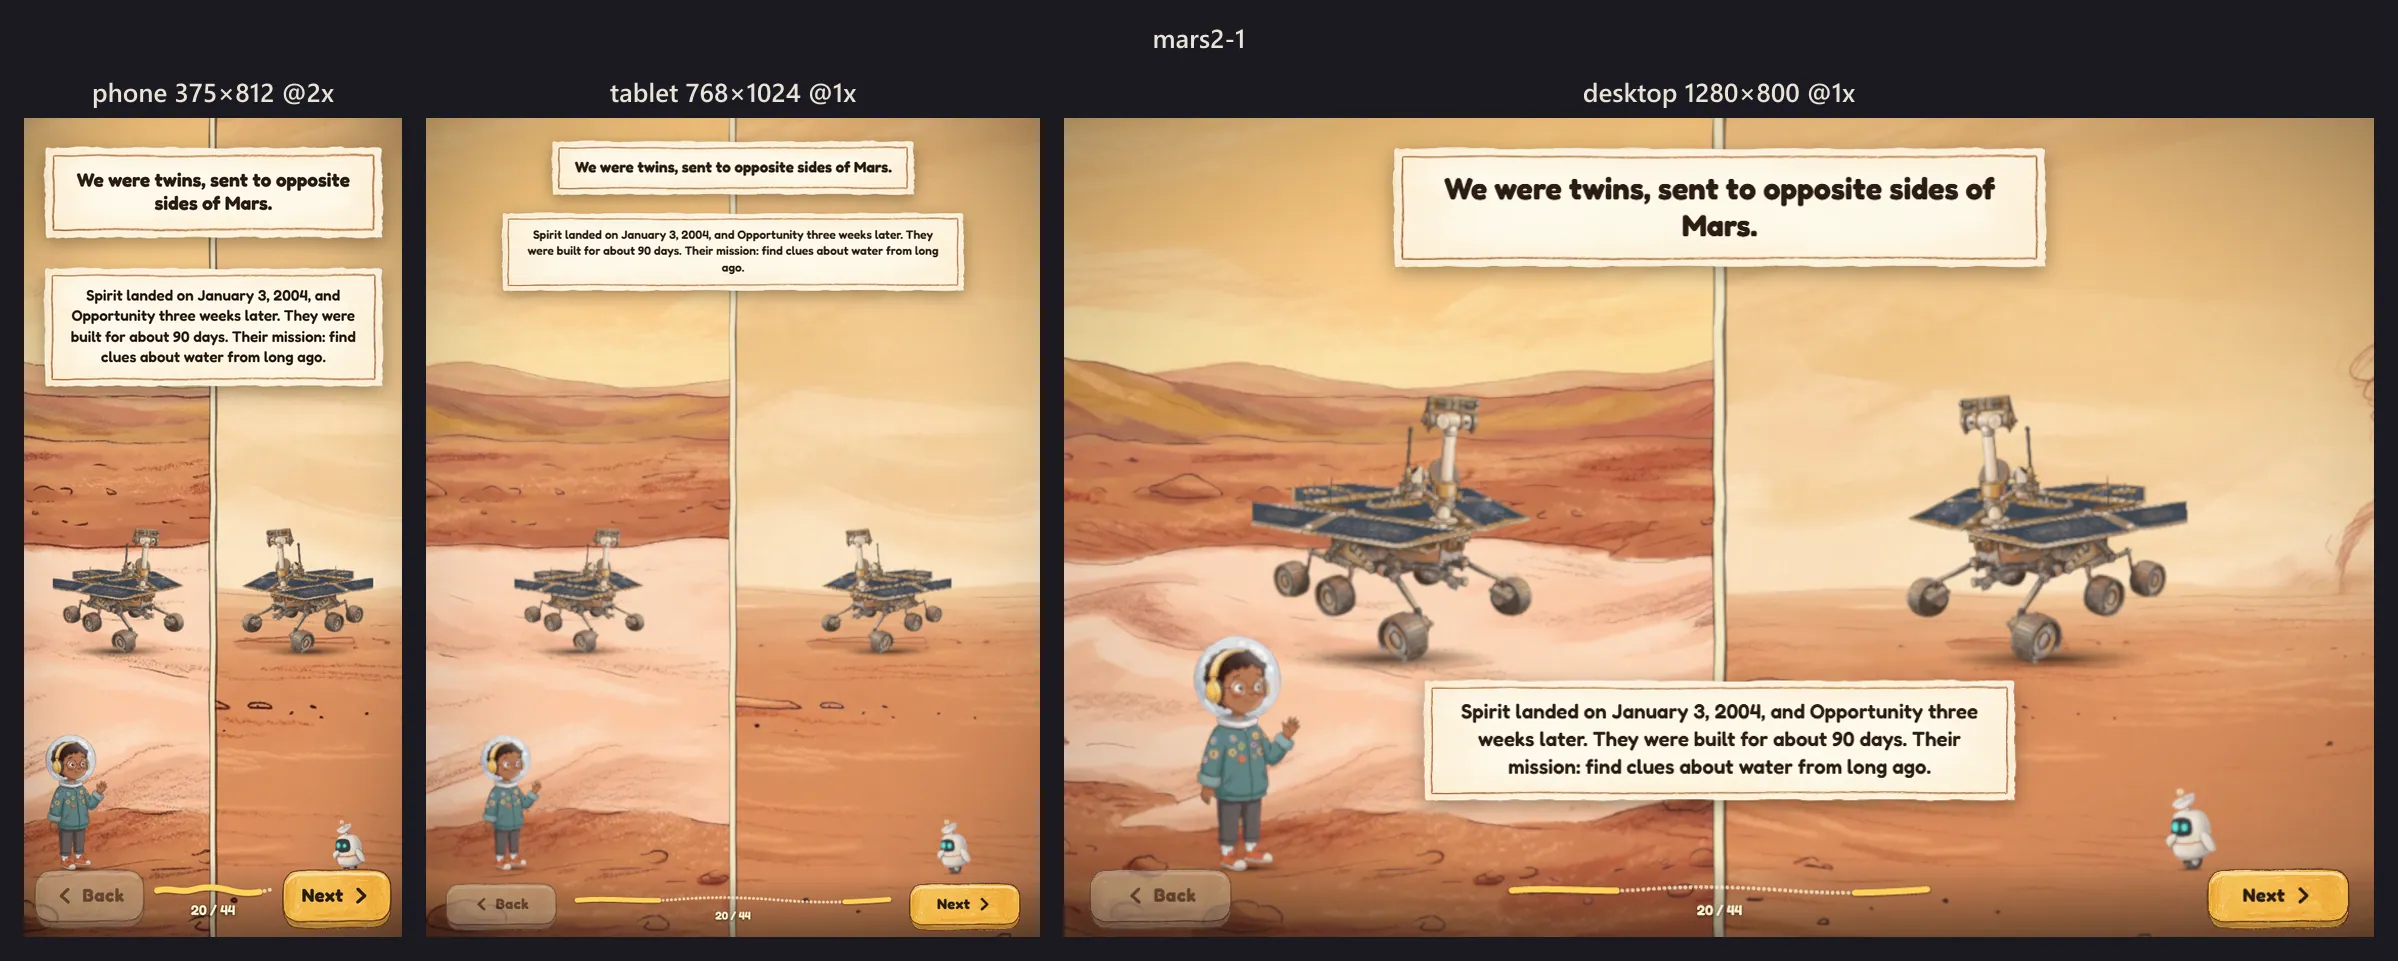 mars2-1
phone 375×812 @2x
We were twins, sent to opposite
sides of Mars.
Spirit landed on January 3, 2004, and
Opportunity three weeks later. They were
built for about 90 days. Their mission: find
clues about water from long ago.
Back
20 / 44
Next
tablet 768×1024 @1x
We were twins, sent to opposite sides of Mars.
Spirit landed on January 3, 2004, and Opportunity three weeks later. They
were built for about 90 days. Their mission: find clues about water from long
ago.
Back
20 / 44
Next
desktop 1280×800 @1x
We were twins, sent to opposite sides of
Mars.
Spirit landed on January 3, 2004, and Opportunity three
weeks later. They were built for about 90 days. Their
mission: find clues about water from long ago.
Back
20 / 44
Next